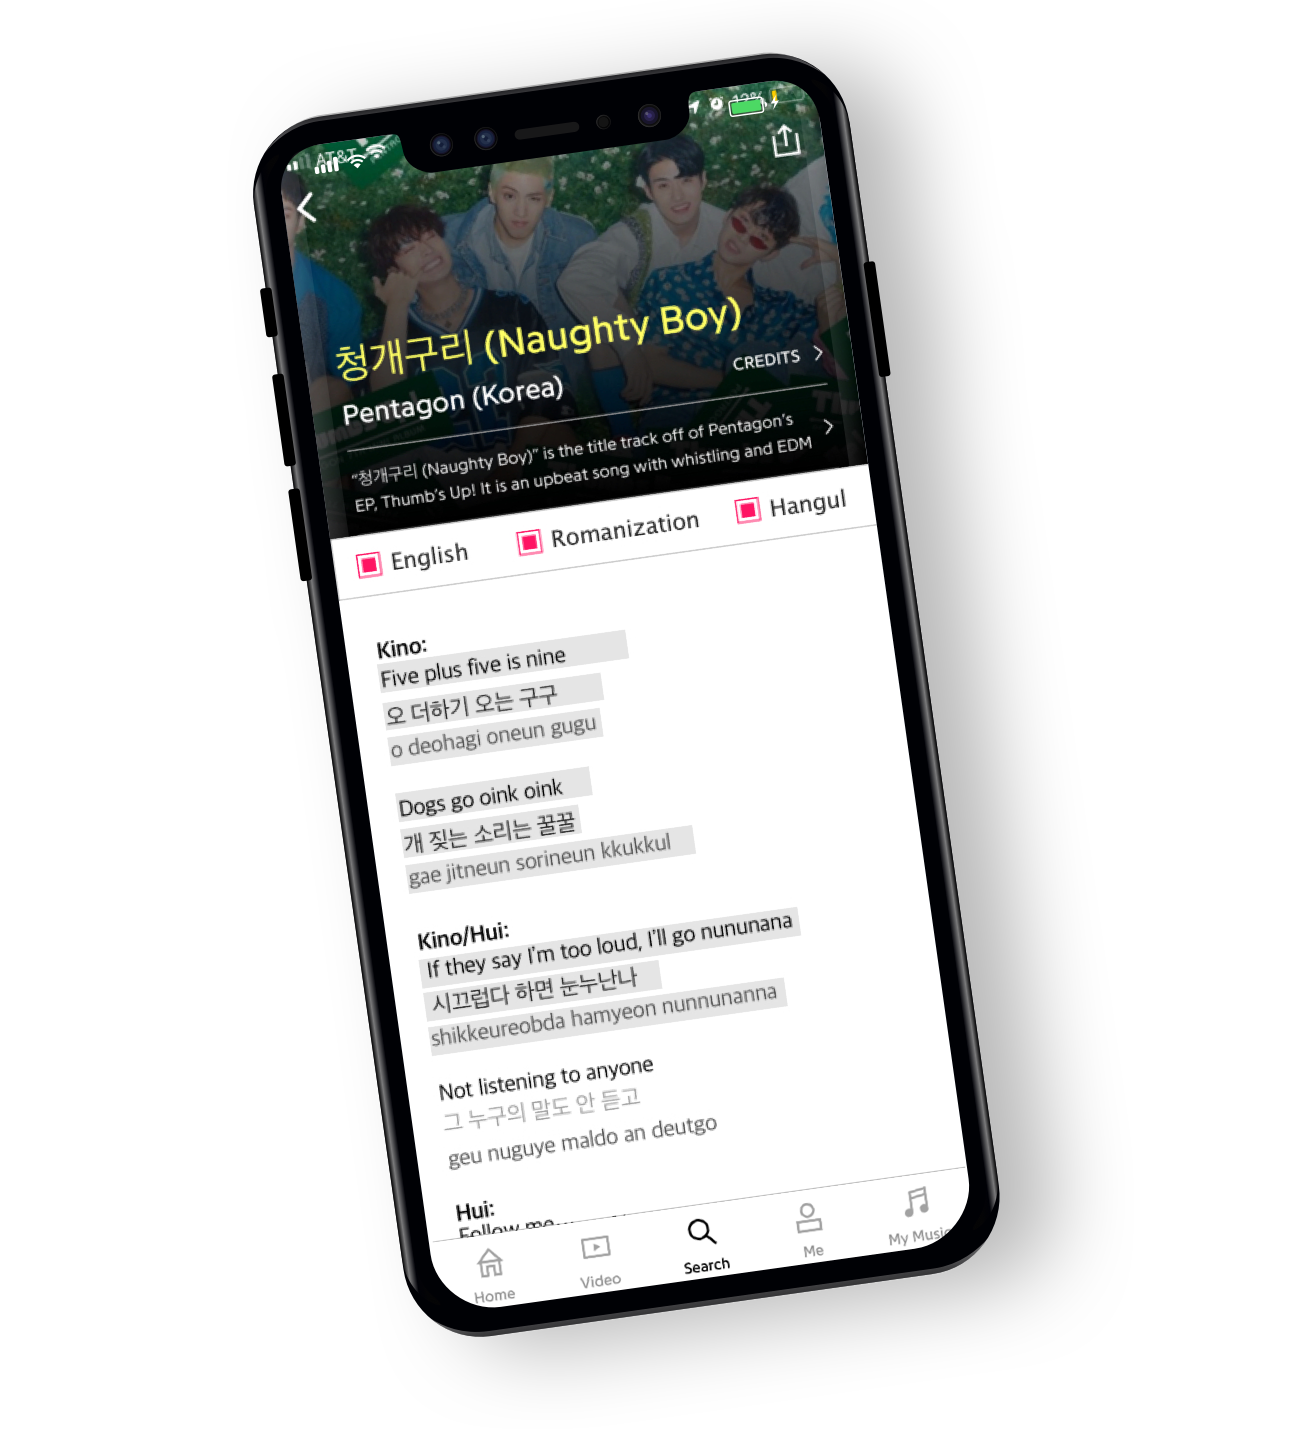 AT&T
12%
청개구리 (Naughty Boy)
Pentagon (Korea)
CREDITS
“청개구리 (Naughty Boy)” is the title track off of Pentagon’s
EP, Thumb’s Up! It is an upbeat song with whistling and EDM
English Romanization Hangul
Kino:
Five plus five is nine
오 더하기 오는 구구
o deohagi oneun gugu
Dogs go oink oink
개 짖는 소리는 꿀꿀
gae jitneun sorineun kkukkul
Kino/Hui:
If they say I’m too loud, I’ll go nununana
시끄럽다 하면 눈누난나
shikkeureobda hamyeon nunnunanna
Not listening to anyone
그 누구의 말도 안 듣고
geu nuguye maldo an deutgo
Hui:
Follow me
Home Video Search Me My Music